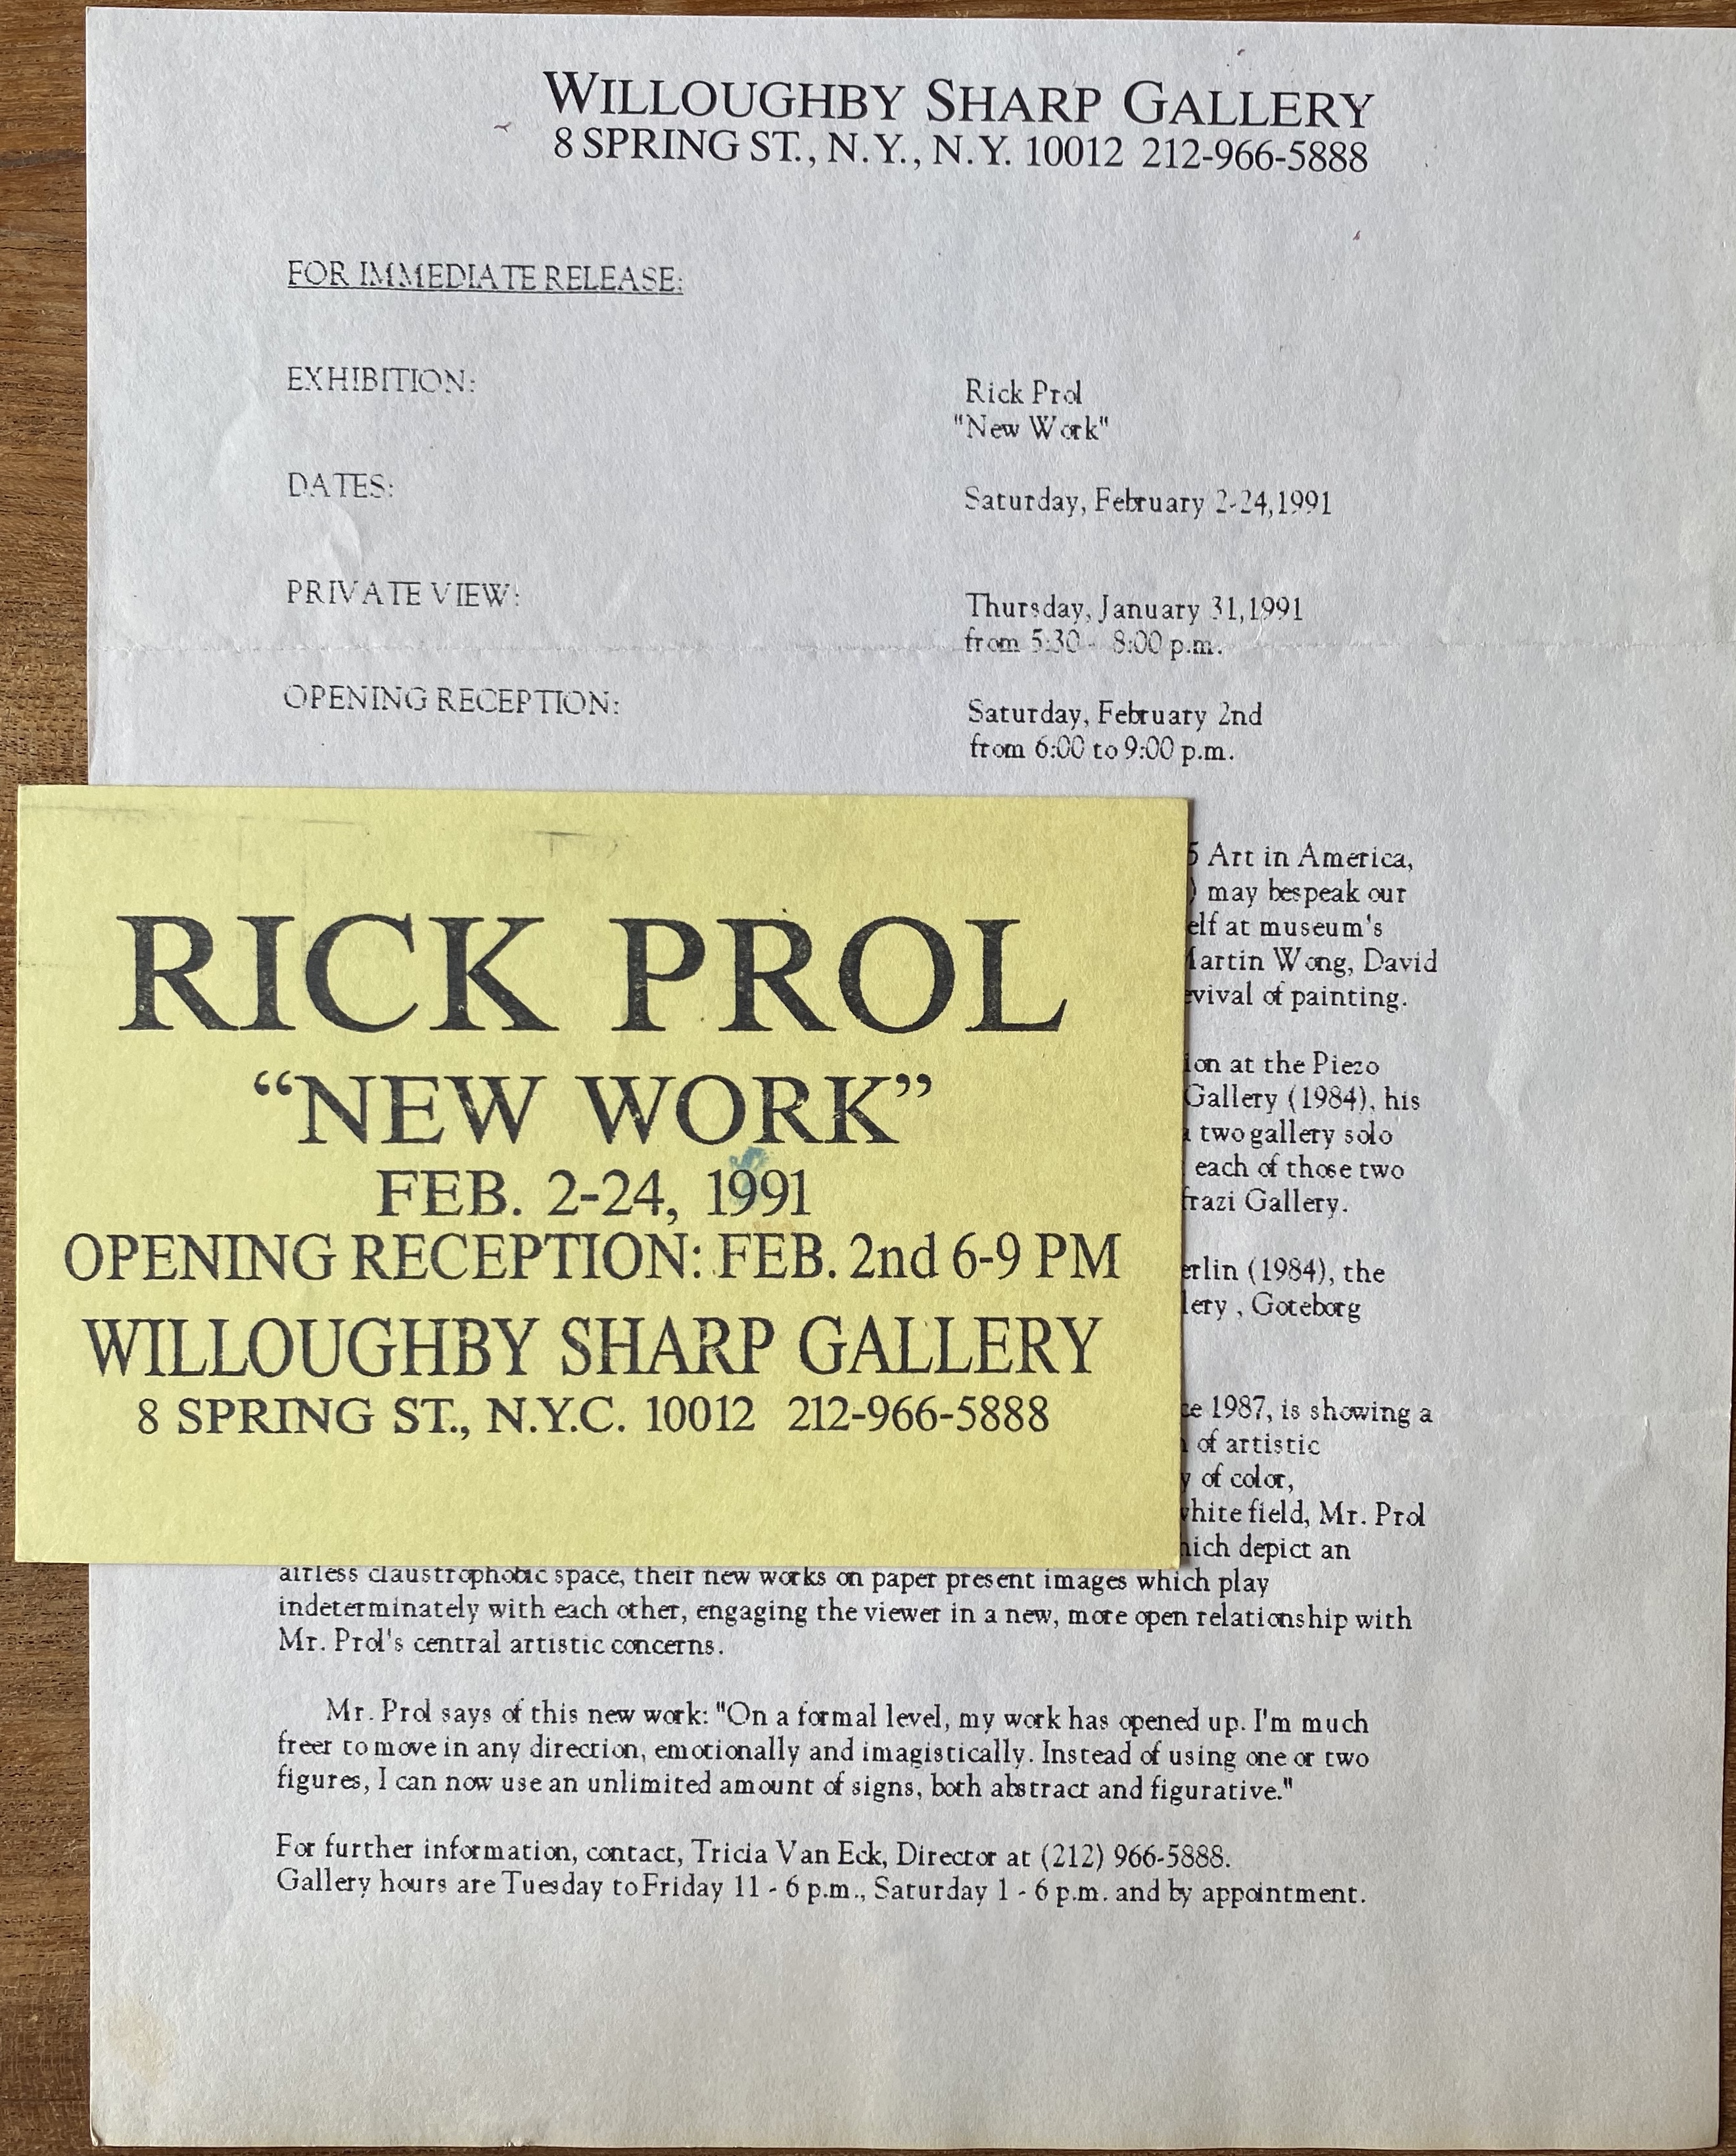 WILLOUGHBY SHARP GALLERY
8 SPRING ST., N.Y., N.Y. 10012 212-966-5888
FOR IMMEDIATE RELEASE:
EXHIBITION:
Rick Prol
"New Work"
DATES:
Saturday, February 2-24,1991
PRIVATE VIEW:
Thursday, January 31,1991
from 5:30 - 8:00 p.m.
OPENING RECEPTION:
Saturday, February 2nd
from 6:00 to 9:00 p.m.
RICK PROL
“NEW WORK”
FEB. 2-24, 1991
OPENING RECEPTION: FEB. 2nd 6-9 PM
WILLOUGHBY SHARP GALLERY
8 SPRING ST., N.Y.C. 10012 212-966-5888
Art in America,
) may bespeak our
at museum's
Wong, David
of painting.
at the Piezo
Gallery (1984), his
two gallery solo
each of those two
Gallery.
(1984), the
, Goteborg
1987, is showing a
of artistic
of color,
field, Mr. Prol
depict an
airless claustrophobic space, their new works on paper present images which play
indeterminately with each other, engaging the viewer in a new, more open relationship with
Mr. Prol's central artistic concerns.
Mr. Prol says of this new work: "On a formal level, my work has opened up. I'm much
freer to move in any direction, emotionally and imagistically. Instead of using one or two
figures, I can now use an unlimited amount of signs, both abstract and figurative."
For further information, contact, Tricia Van Eck, Director at (212) 966-5888.
Gallery hours are Tuesday to Friday 11 - 6 p.m., Saturday 1 - 6 p.m. and by appointment.